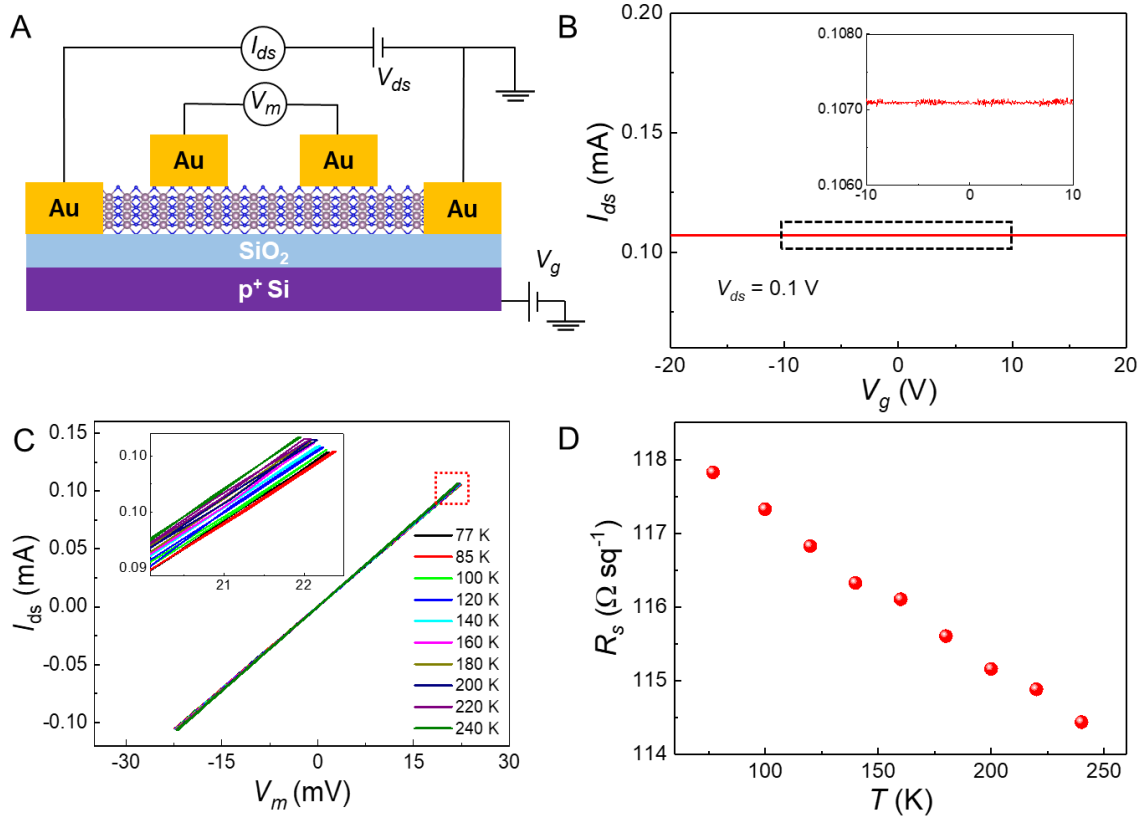 A
I_ds
V_ds
V_m
Au Au
Au Au
SiO₂
V_g
p⁺ Si
B
0.20
0.15
0.10
I_ds (mA)
0.1080
0.1070
0.1060
-10 0 10
V_ds = 0.1 V
-20 -10 0 10 20
V_g (V)
C
0.15
0.10
0.05
0.00
-0.05
-0.10
I_ds (mA)
0.10
0.10
0.09
21 22
77 K
85 K
100 K
120 K
140 K
160 K
180 K
200 K
220 K
240 K
-30 -15 0 15 30
V_m (mV)
D
118
117
116
115
114
R_s (Ω sq⁻¹)
100 150 200 250
T (K)